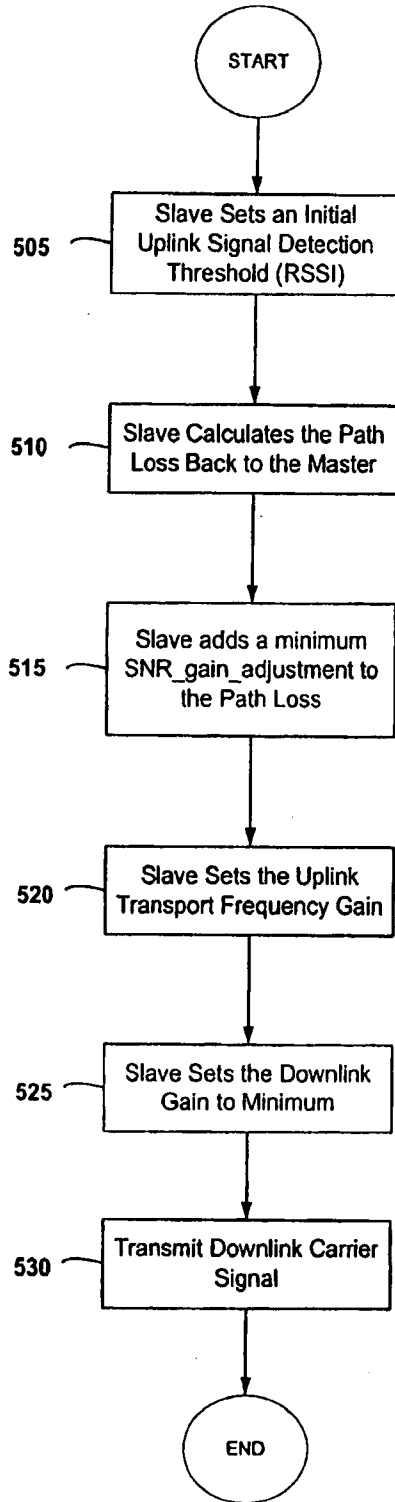 START
505
Slave Sets an Initial
Uplink Signal Detection
Threshold (RSSI)
510
Slave Calculates the Path
Loss Back to the Master
515
Slave adds a minimum
SNR_gain_adjustment to
the Path Loss
520
Slave Sets the Uplink
Transport Frequency Gain
525
Slave Sets the Downlink
Gain to Minimum
530
Transmit Downlink Carrier
Signal
END